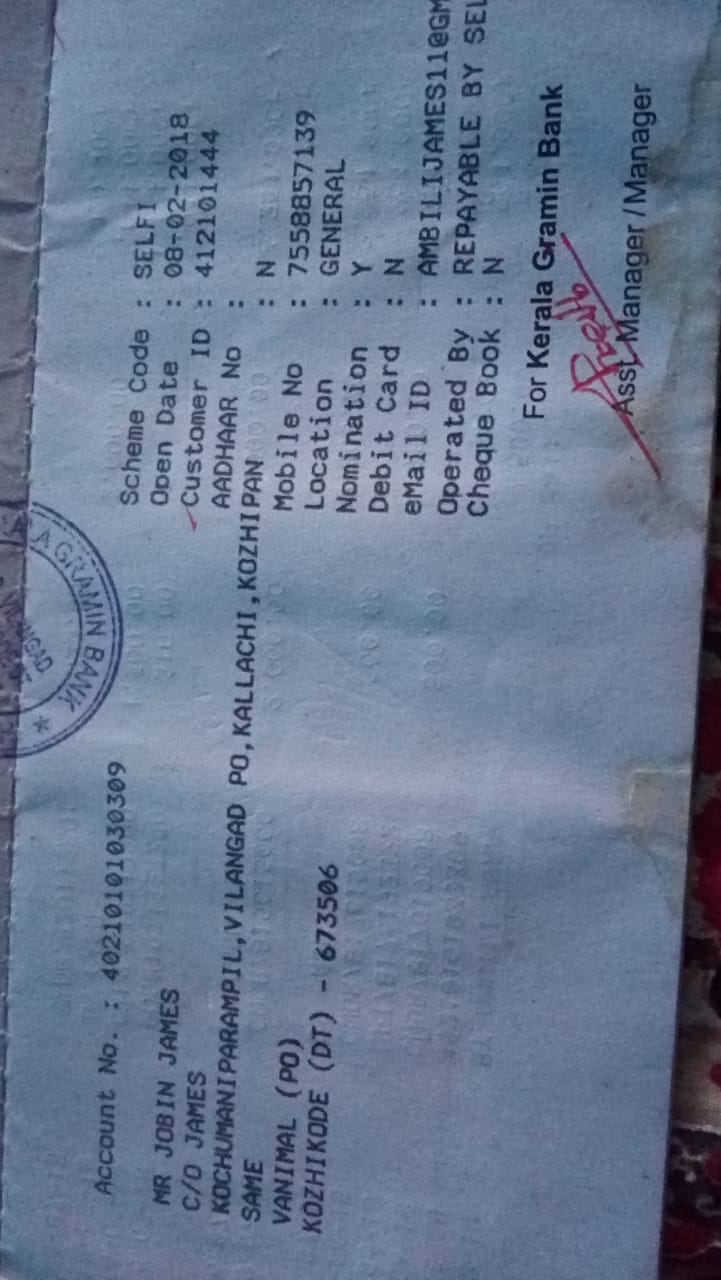 A GRAMIN BANK
NGAD
Account No. : 40210101030309
MR JOBIN JAMES
C/O JAMES
KOCHUMANIPARAMPIL,VILANGAD PO,KALLACHI,KOZHI
SAME
VANIMAL (PO)
KOZHIKODE (DT) - 673506
Scheme Code : SELFI
Open Date : 08-02-2018
Customer ID : 412101444
AADHAAR No :
PAN : N
Mobile No : 7558857139
Location : GENERAL
Nomination : Y
Debit Card : N
eMail ID : AMBILIJAMES11@GM
Operated By : REPAYABLE BY SEL
Cheque Book : N
For Kerala Gramin Bank
Asst. Manager / Manager